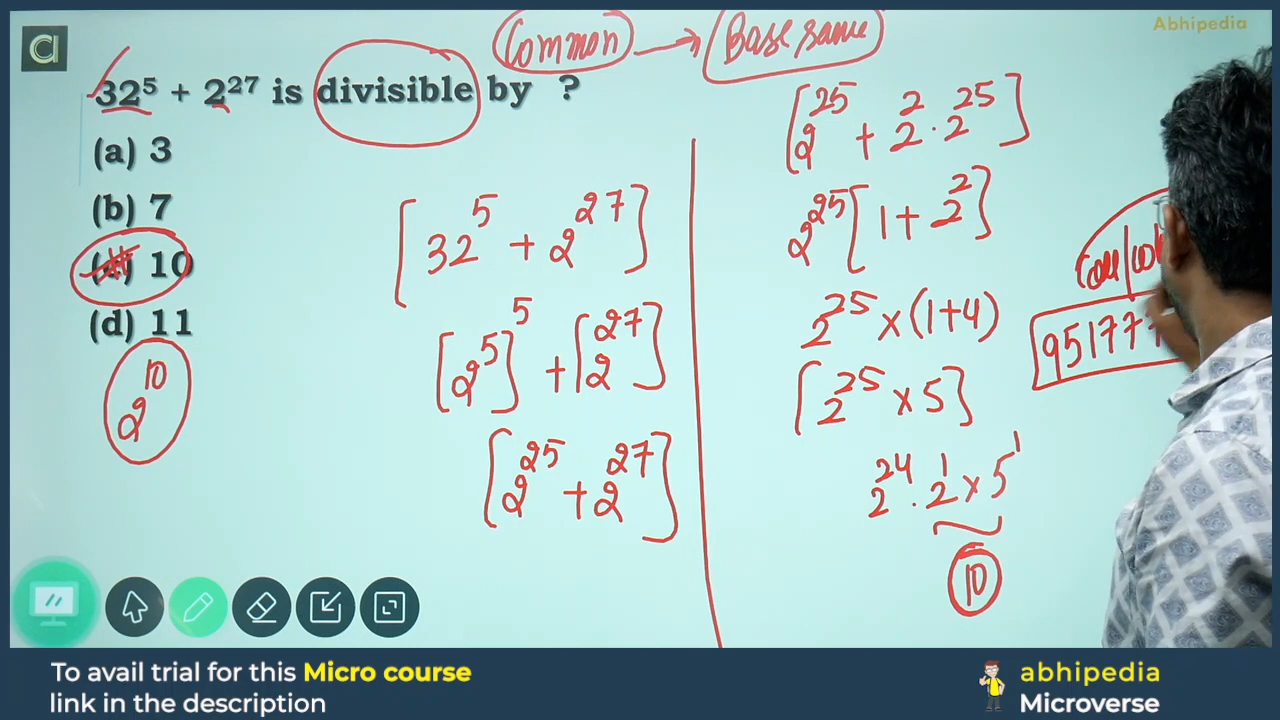 Common → Base same
Abhipedia
32⁵ + 2²⁷ is divisible by ?
(a) 3
(b) 7
10
(d) 11
2¹⁰
[32⁵ + 2²⁷]
[2⁵]⁵ + [2²⁷]
[2²⁵ + 2²⁷]
[2²⁵ + 2² · 2²⁵]
2²⁵ [1 + 2²]
2²⁵ × (1+4)
[2²⁵ × 5]
2²⁴ · 2¹ × 5¹
10
95177
To avail trial for this Micro course
link in the description
abhipedia
Microverse